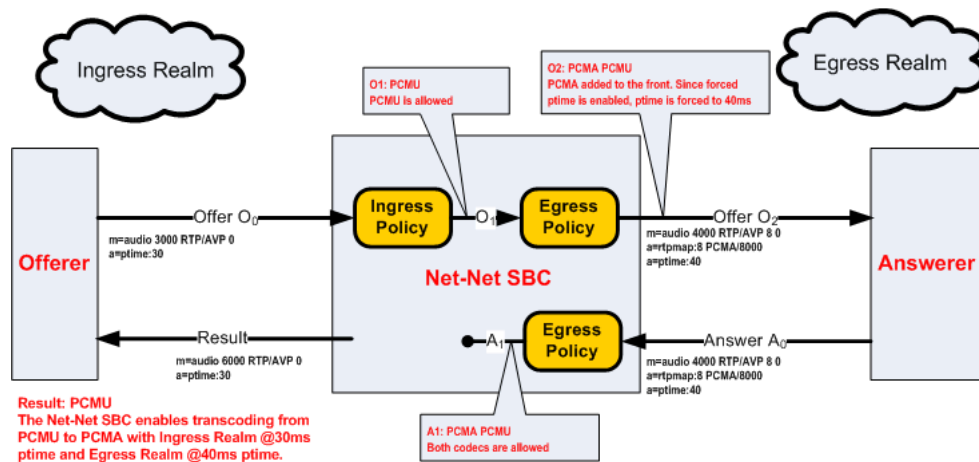 Ingress Realm
Egress Realm
O1: PCMU
PCMU is allowed
O2: PCMA PCMU
PCMA added to the front. Since forced
ptime is enabled, ptime is forced to 40ms
Offerer
Offer O0
m=audio 3000 RTP/AVP 0
a=ptime:30
Ingress
Policy
O1
Egress
Policy
Offer O2
m=audio 4000 RTP/AVP 8 0
a=rtpmap:8 PCMA/8000
a=ptime:40
Answerer
Net-Net SBC
Result
m=audio 6000 RTP/AVP 0
a=ptime:30
A1
Egress
Policy
Answer A0
m=audio 4000 RTP/AVP 8 0
a=rtpmap:8 PCMA/8000
a=ptime:40
Result: PCMU
The Net-Net SBC enables transcoding from
PCMU to PCMA with Ingress Realm @30ms
ptime and Egress Realm @40ms ptime.
A1: PCMA PCMU
Both codecs are allowed